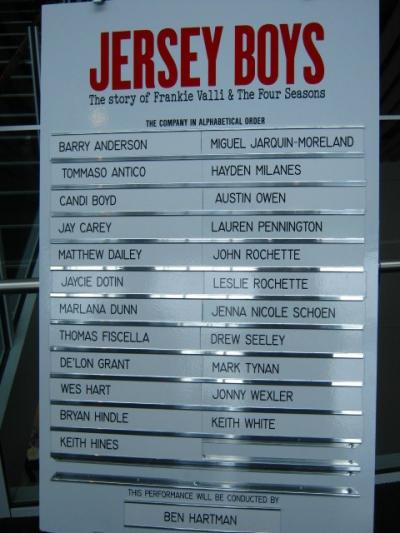 JERSEY BOYS
The story of Frankie Valli & The Four Seasons
THE COMPANY IN ALPHABETICAL ORDER
BARRY ANDERSON
TOMMASO ANTICO
CANDI BOYD
JAY CAREY
MATTHEW DAILEY
JAYCIE DOTIN
MARLANA DUNN
THOMAS FISCELLA
DE'LON GRANT
WES HART
BRYAN HINDLE
KEITH HINES
MIGUEL JARQUIN-MORELAND
HAYDEN MILANES
AUSTIN OWEN
LAUREN PENNINGTON
JOHN ROCHETTE
LESLIE ROCHETTE
JENNA NICOLE SCHOEN
DREW SEELEY
MARK TYNAN
JONNY WEXLER
KEITH WHITE
THIS PERFORMANCE WILL BE CONDUCTED BY
BEN HARTMAN